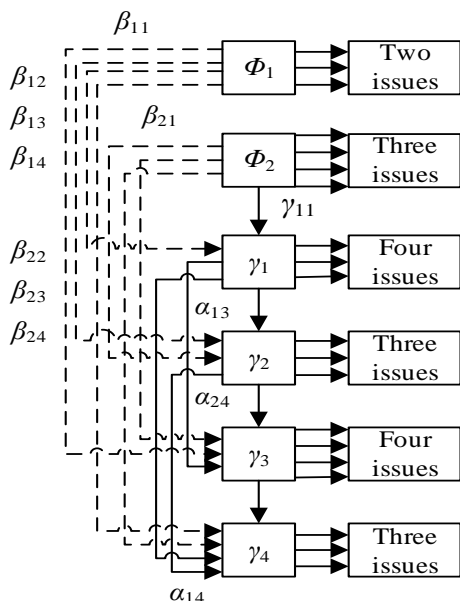 β11
Φ1
Two
issues
β12
β13
β14
β21
Φ2
Three
issues
γ11
β22
β23
β24
γ1
Four
issues
α13
γ2
Three
issues
α24
γ3
Four
issues
γ4
Three
issues
α14